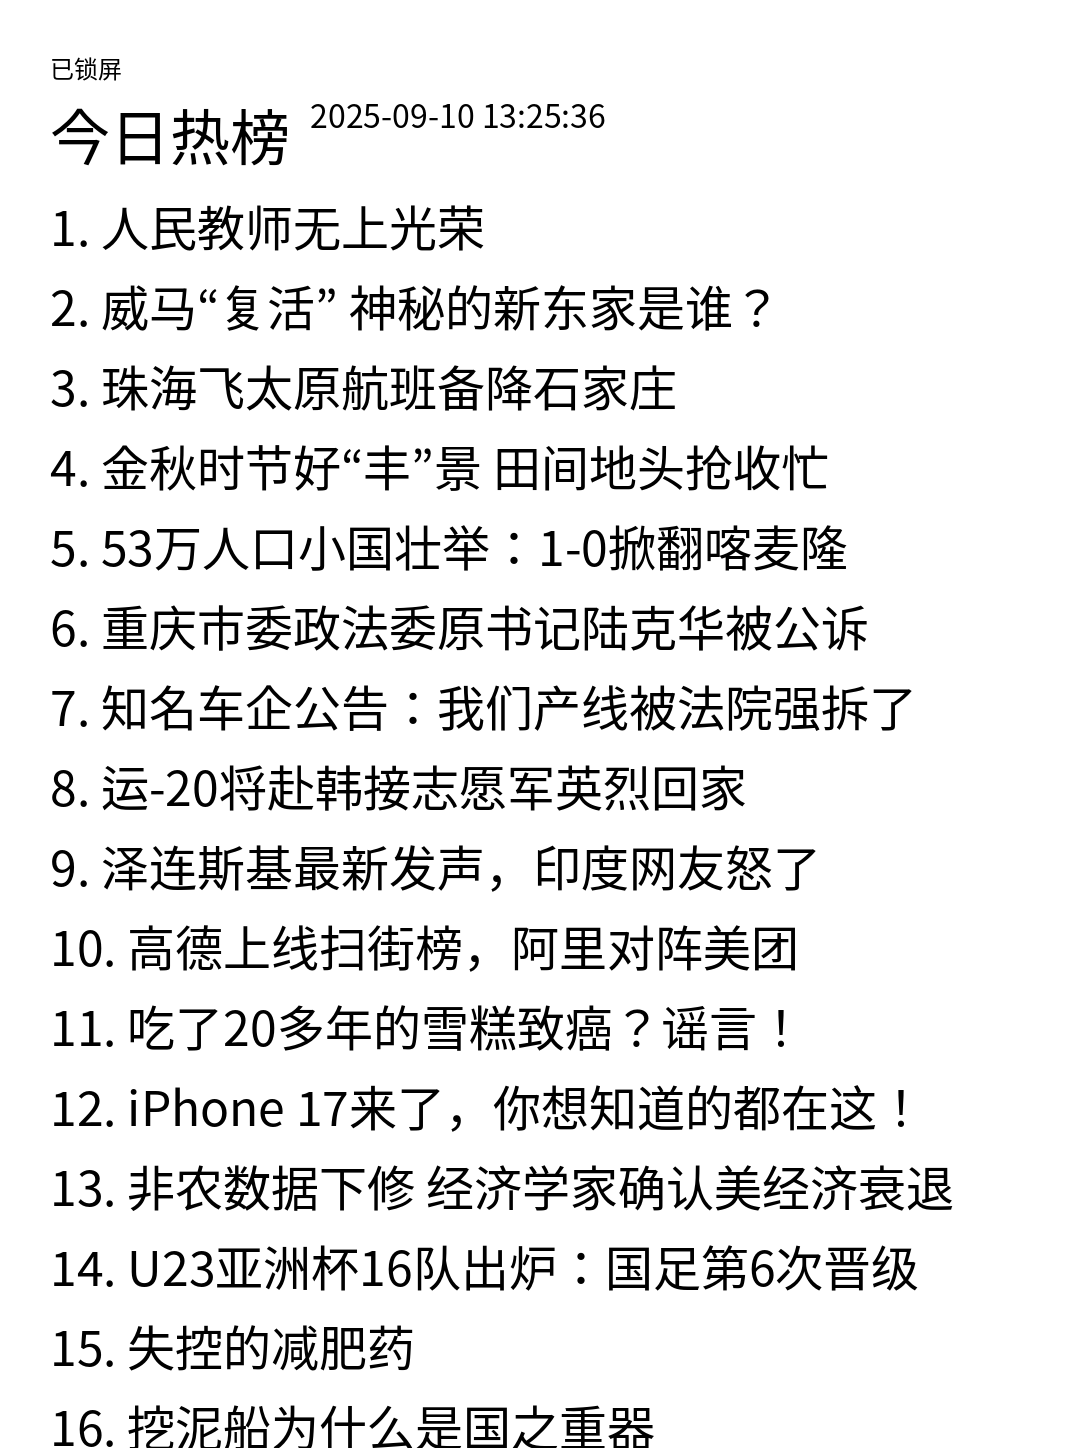 已锁屏
今日热榜 2025-09-10 13:25:36
1. 人民教师无上光荣
2. 威马“复活” 神秘的新东家是谁？
3. 珠海飞太原航班备降石家庄
4. 金秋时节好“丰”景 田间地头抢收忙
5. 53万人口小国壮举：1-0掀翻喀麦隆
6. 重庆市委政法委原书记陆克华被公诉
7. 知名车企公告：我们产线被法院强拆了
8. 运-20将赴韩接志愿军英烈回家
9. 泽连斯基最新发声，印度网友怒了
10. 高德上线扫街榜，阿里对阵美团
11. 吃了20多年的雪糕致癌？谣言！
12. iPhone 17来了，你想知道的都在这！
13. 非农数据下修 经济学家确认美经济衰退
14. U23亚洲杯16队出炉：国足第6次晋级
15. 失控的减肥药
16. 挖泥船为什么是国之重器